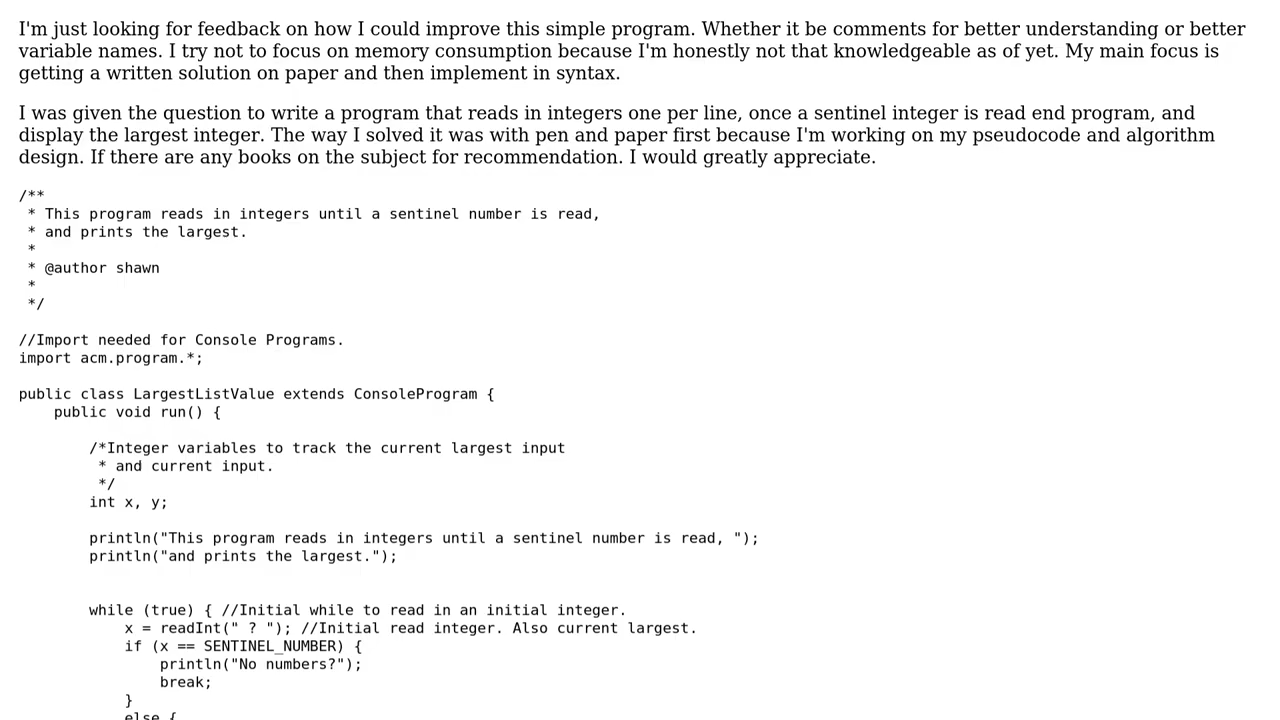 I'm just looking for feedback on how I could improve this simple program. Whether it be comments for better understanding or better
variable names. I try not to focus on memory consumption because I'm honestly not that knowledgeable as of yet. My main focus is
getting a written solution on paper and then implement in syntax.
I was given the question to write a program that reads in integers one per line, once a sentinel integer is read end program, and
display the largest integer. The way I solved it was with pen and paper first because I'm working on my pseudocode and algorithm
design. If there are any books on the subject for recommendation. I would greatly appreciate.
/**
 * This program reads in integers until a sentinel number is read,
 * and prints the largest.
 *
 * @author shawn
 *
 */
//Import needed for Console Programs.
import acm.program.*;
public class LargestListValue extends ConsoleProgram {
    public void run() {
        /*Integer variables to track the current largest input
         * and current input.
         */
        int x, y;
        println("This program reads in integers until a sentinel number is read, ");
        println("and prints the largest.");
        while (true) { //Initial while to read in an initial integer.
            x = readInt(" ? "); //Initial read integer. Also current largest.
            if (x == SENTINEL_NUMBER) {
                println("No numbers?");
                break;
            }
            else {